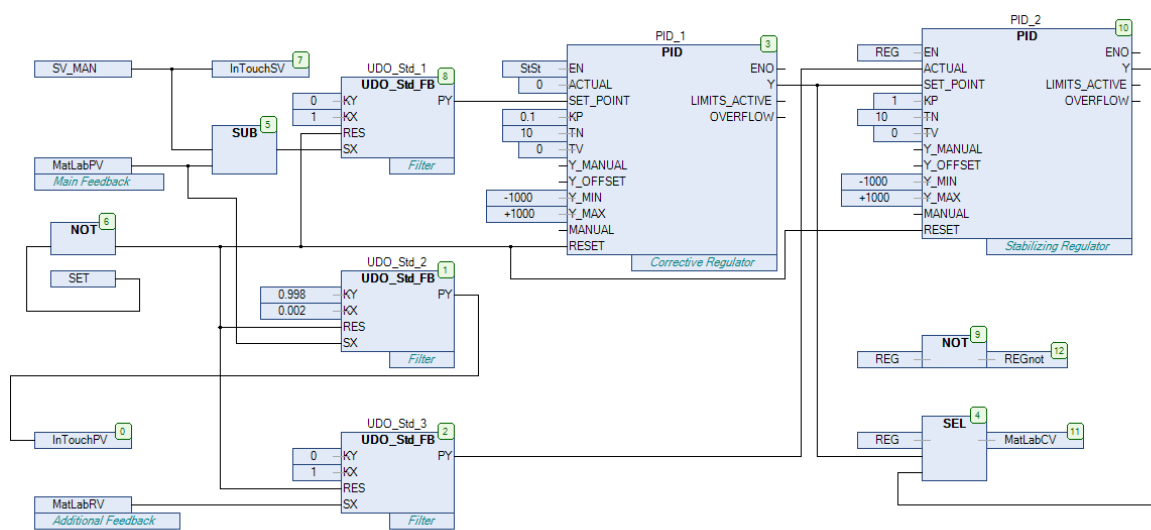 PID_1
PID_2
SV_MAN
InTouchSV
7
UDO_Std_1
UDO_Std_FB
8
0
KY
PY
1
KX
RES
SX
Filter
SUB
5
MatLabPV
Main Feedback
NOT
6
SET
PID
3
StSt
EN
ENO
0
ACTUAL
Y
SET_POINT
LIMITS_ACTIVE
0.1
KP
OVERFLOW
10
TN
0
TV
Y_MANUAL
Y_OFFSET
-1000
Y_MIN
+1000
Y_MAX
MANUAL
RESET
Corrective Regulator
PID
10
REG
EN
ENO
ACTUAL
Y
SET_POINT
LIMITS_ACTIVE
1
KP
OVERFLOW
10
TN
0
TV
Y_MANUAL
Y_OFFSET
-1000
Y_MIN
+1000
Y_MAX
MANUAL
RESET
Stabilizing Regulator
UDO_Std_2
UDO_Std_FB
1
0.998
KY
PY
0.002
KX
RES
SX
Filter
InTouchPV
0
UDO_Std_3
UDO_Std_FB
2
0
KY
PY
1
KX
RES
SX
Filter
MatLabRV
Additional Feedback
NOT
9
REG
REGnot
12
SEL
4
REG
MatLabCV
11